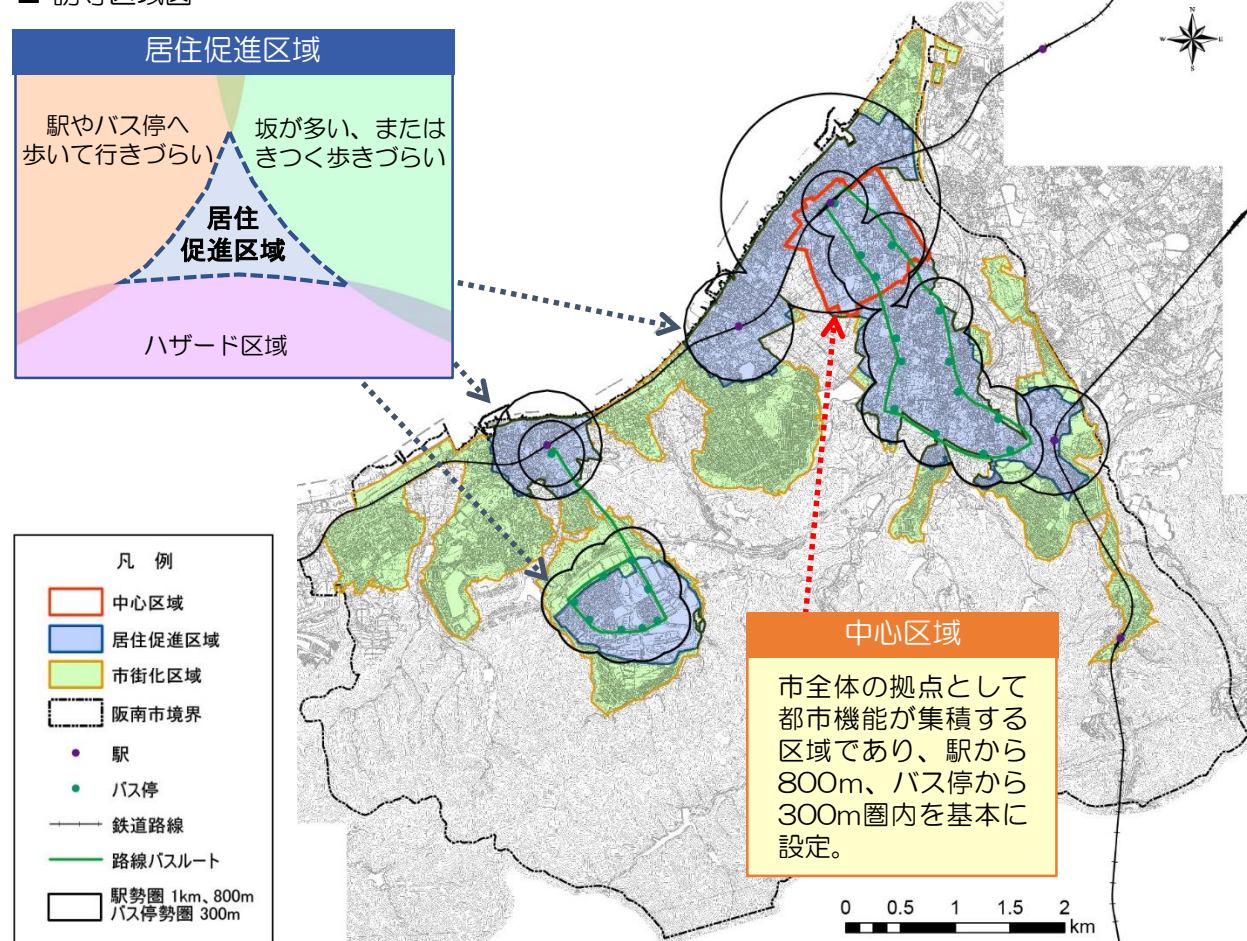 居住促進区域
駅やバス停へ
歩いて行きづらい
坂が多い、または
きつく歩きづらい
居住
促進区域
ハザード区域
N
W
E
S
凡 例
中心区域
居住促進区域
市街化区域
阪南市境界
駅
バス停
鉄道路線
路線バスルート
駅勢圏 1km、800m
バス停勢圏 300m
中心区域
市全体の拠点として
都市機能が集積する
区域であり、駅から
800m、バス停から
300m圏内を基本に
設定。
0 0.5 1 1.5 2
km